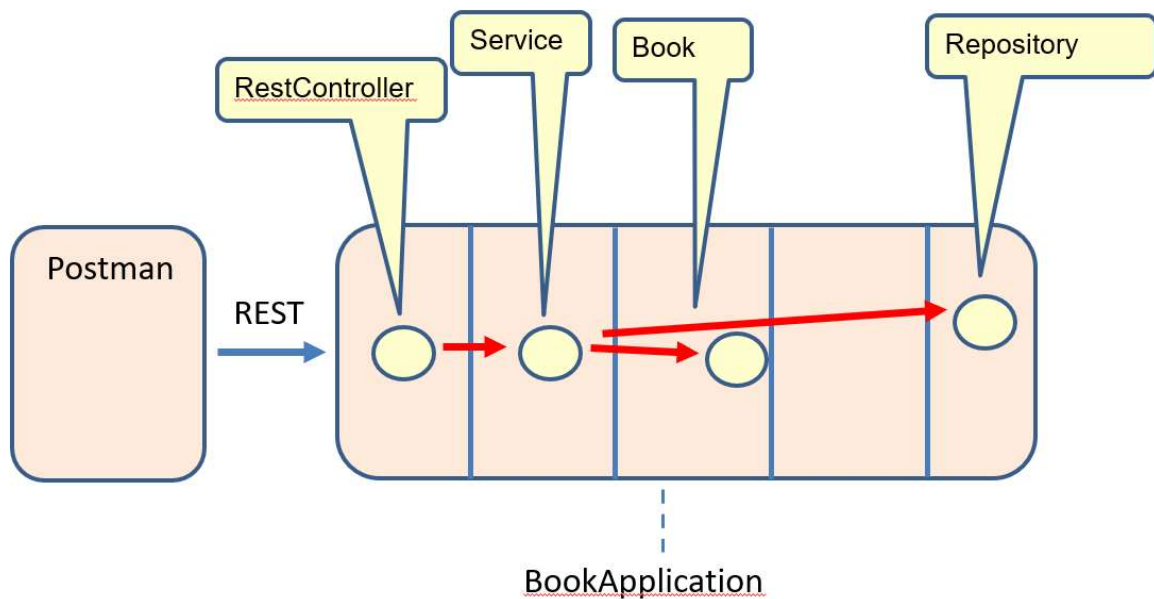 Service
Book
Repository
RestController
Postman
REST
BookApplication